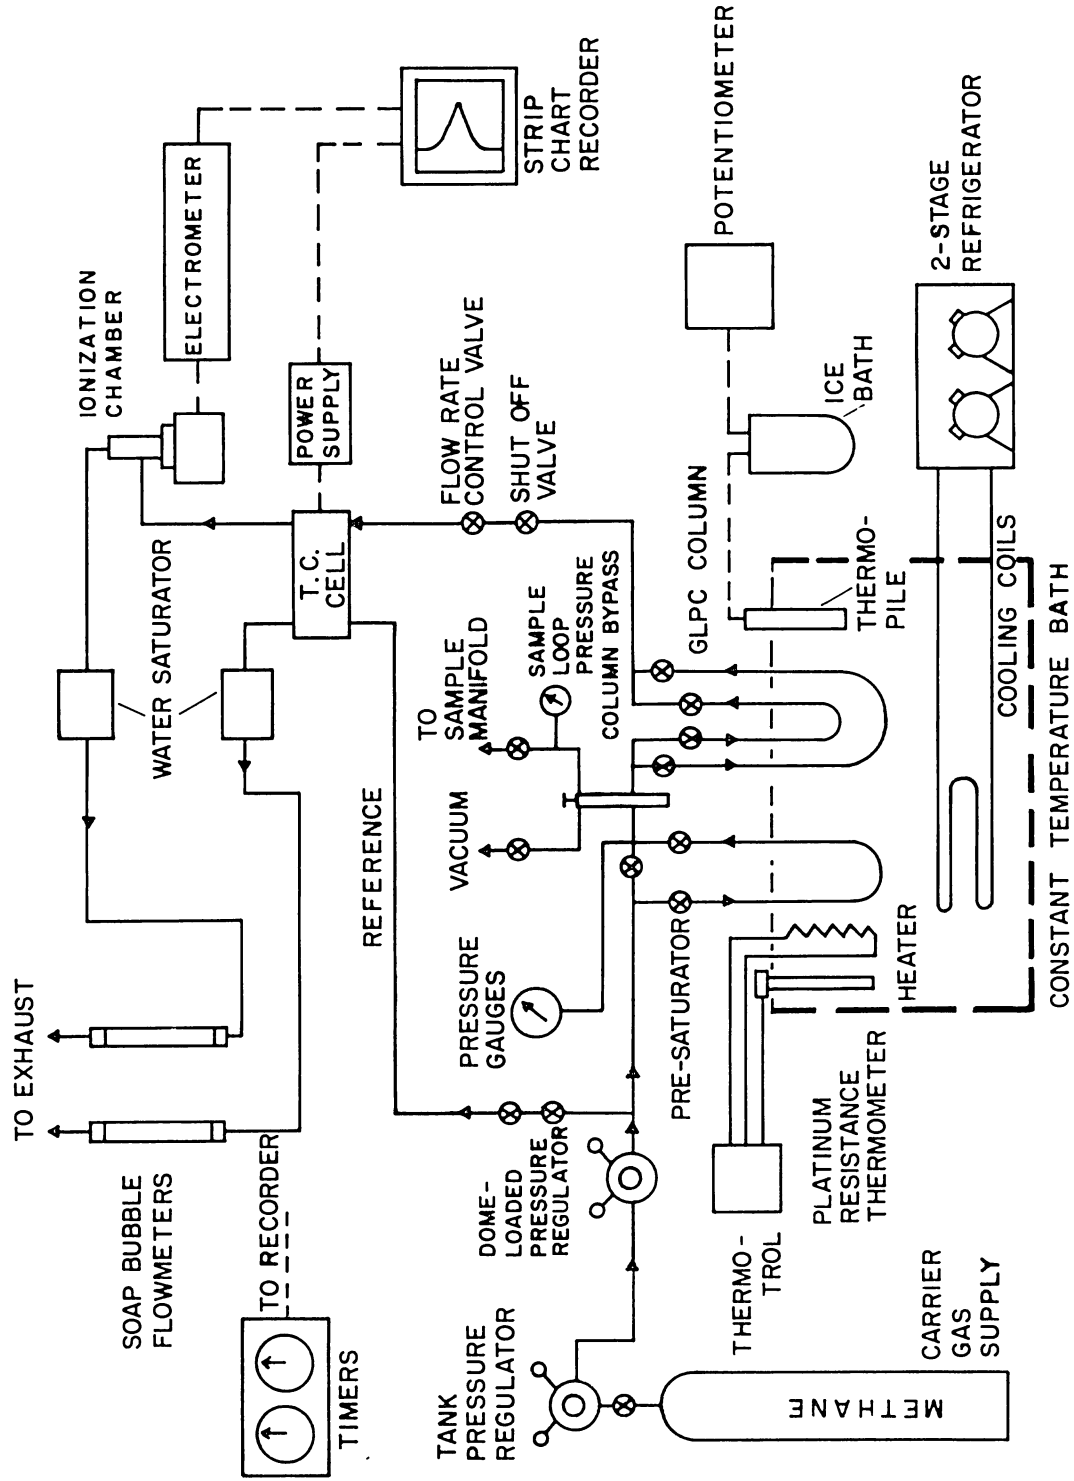 TO EXHAUST
SOAP BUBBLE
FLOWMETERS
TO RECORDER
TIMERS
WATER SATURATOR
IONIZATION
CHAMBER
ELECTROMETER
POWER
SUPPLY
T. C.
CELL
STRIP
CHART
RECORDER
REFERENCE
TANK
PRESSURE
REGULATOR
DOME-
LOADED
PRESSURE
REGULATOR
PRESSURE
GAUGES
VACUUM
TO
SAMPLE
MANIFOLD
SAMPLE
LOOP
PRESSURE
COLUMN BYPASS
FLOW RATE
CONTROL VALVE
SHUT OFF
VALVE
PRE-SATURATOR
GLPC COLUMN
POTENTIOMETER
THERMO-
TROL
PLATINUM
RESISTANCE
THERMOMETER
HEATER
THERMO-
PILE
ICE
BATH
2-STAGE
REFRIGERATOR
COOLING COILS
CONSTANT TEMPERATURE BATH
METHANE
CARRIER
GAS
SUPPLY